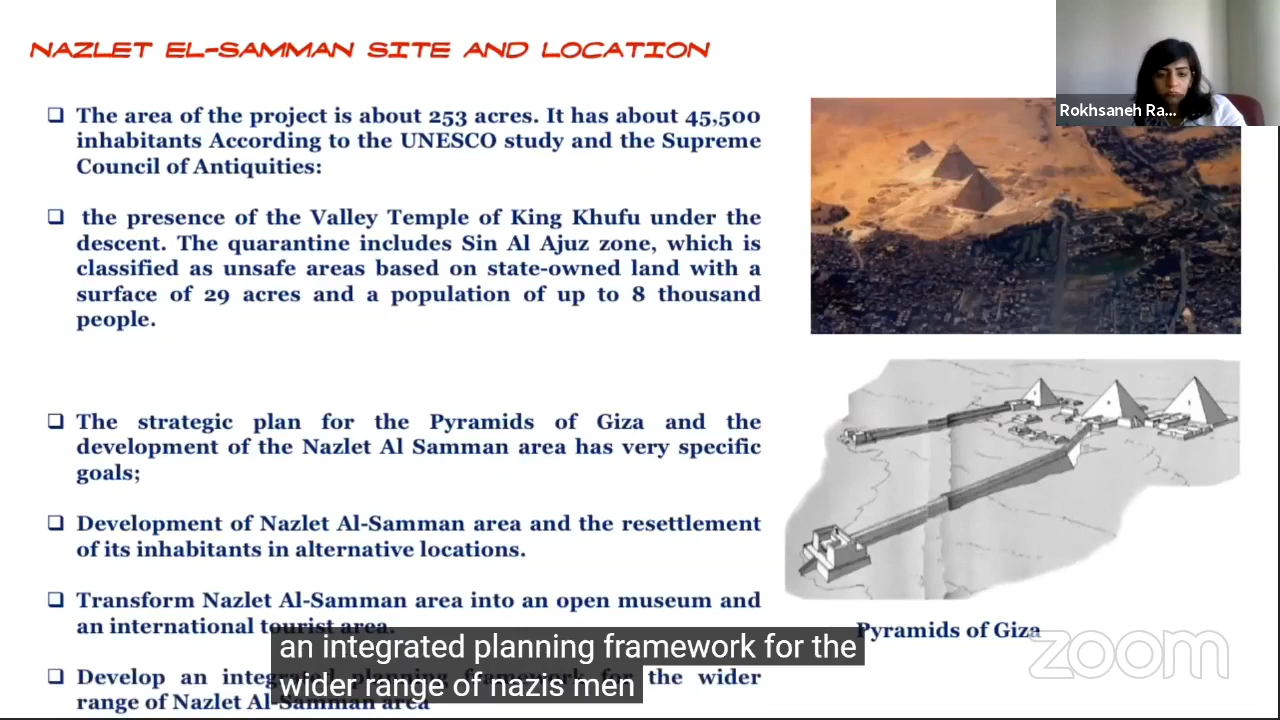 NAZLET EL-SAMMAN SITE AND LOCATION
Rokhsaneh Ra...
❑ The area of the project is about 253 acres. It has about 45,500
inhabitants According to the UNESCO study and the Supreme
Council of Antiquities:
❑ the presence of the Valley Temple of King Khufu under the
descent. The quarantine includes Sin Al Ajuz zone, which is
classified as unsafe areas based on state-owned land with a
surface of 29 acres and a population of up to 8 thousand
people.
❑ The strategic plan for the Pyramids of Giza and the
development of the Nazlet Al Samman area has very specific
goals;
❑ Development of Nazlet Al-Samman area and the resettlement
of its inhabitants in alternative locations.
❑ Transform Nazlet Al-Samman area into an open museum and
an international tourist area.
❑ Develop an integrated planning framework for the wider
range of Nazlet Al-Samman area
Pyramids of Giza
an integrated planning framework for the
wider range of nazis men
zoom